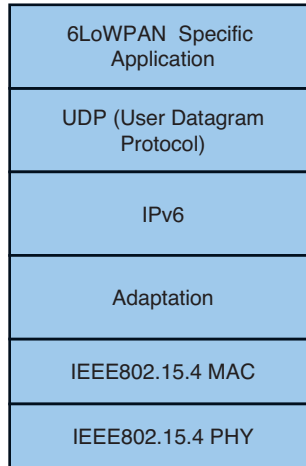 6LoWPAN Specific
Application
UDP (User Datagram
Protocol)
IPv6
Adaptation
IEEE802.15.4 MAC
IEEE802.15.4 PHY